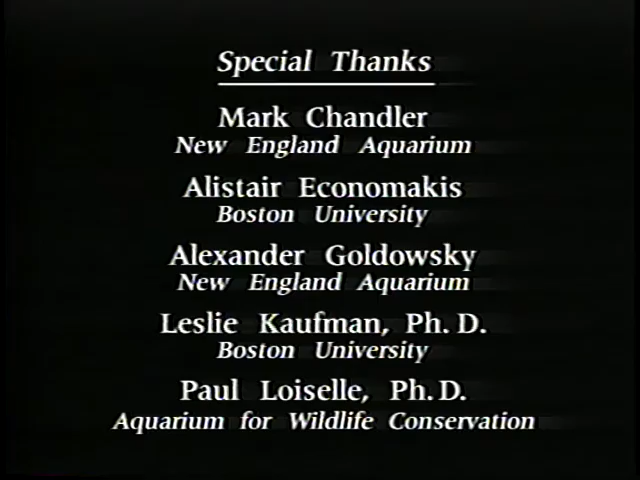 Special Thanks
Mark Chandler
New England Aquarium
Alistair Economakis
Boston University
Alexander Goldowsky
New England Aquarium
Leslie Kaufman, Ph. D.
Boston University
Paul Loiselle, Ph. D.
Aquarium for Wildlife Conservation